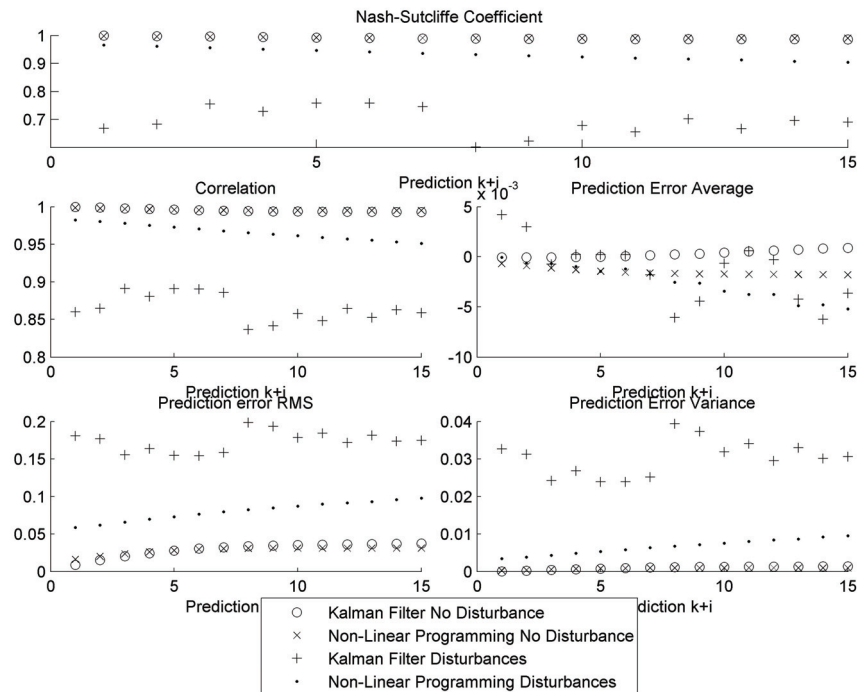 Nash-Sutcliffe Coefficient
1
0.9
0.8
0.7
0
5
10
15
Prediction k+i
Correlation
1
0.95
0.9
0.85
0.8
0
5
10
15
Prediction k+i
x 10-3
Prediction Error Average
5
0
-5
-10
0
5
10
15
Prediction k+i
Prediction error RMS
0.2
0.15
0.1
0.05
0
0
5
10
15
Prediction
Prediction Error Variance
0.04
0.03
0.02
0.01
0
0
5
10
15
diction k+i
Kalman Filter No Disturbance
Non-Linear Programming No Disturbance
Kalman Filter Disturbances
Non-Linear Programming Disturbances